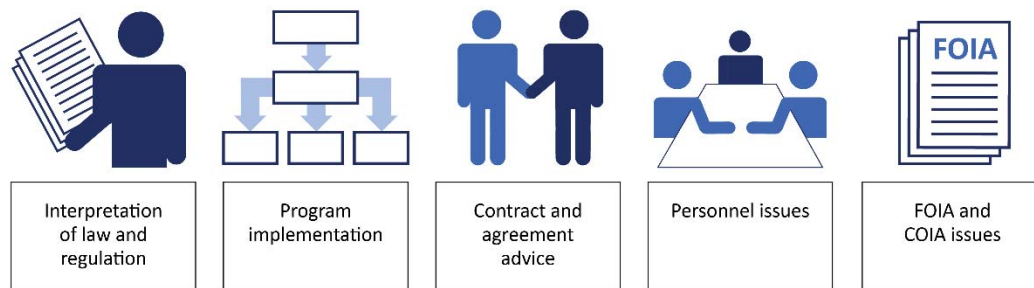 FOIA
Interpretation
of law and
regulation
Program
implementation
Contract and
agreement
advice
Personnel issues
FOIA and
COIA issues